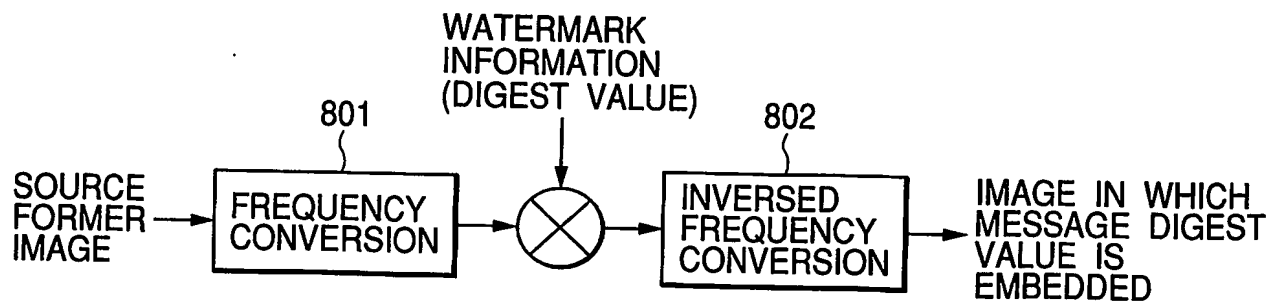 WATERMARK
INFORMATION
(DIGEST VALUE)
801
802
SOURCE
FORMER
IMAGE
FREQUENCY
CONVERSION
INVERSED
FREQUENCY
CONVERSION
IMAGE IN WHICH
MESSAGE DIGEST
VALUE IS
EMBEDDED